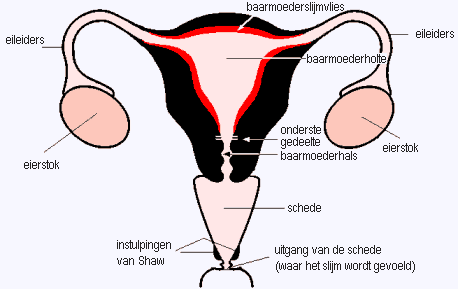 baarmoederslijmvlies
eileiders
eileiders
baarmoederholte
onderste
gedeelte
baarmoederhals
eierstok
eierstok
schede
instulpingen
van Shaw
uitgang van de schede
(waar het slijm wordt gevoeld)